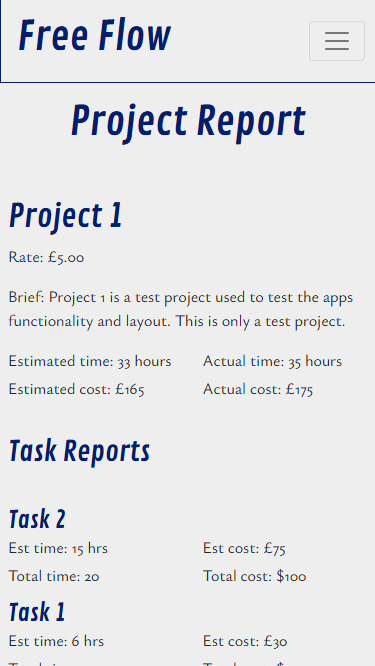 Free Flow
Project Report
Project 1
Rate: £5.00
Brief: Project 1 is a test project used to test the apps
functionality and layout. This is only a test project.
Estimated time: 33 hours Actual time: 35 hours
Estimated cost: £165 Actual cost: £175
Task Reports
Task 2
Est time: 15 hrs Est cost: £75
Total time: 20 Total cost: $100
Task 1
Est time: 6 hrs Est cost: £30